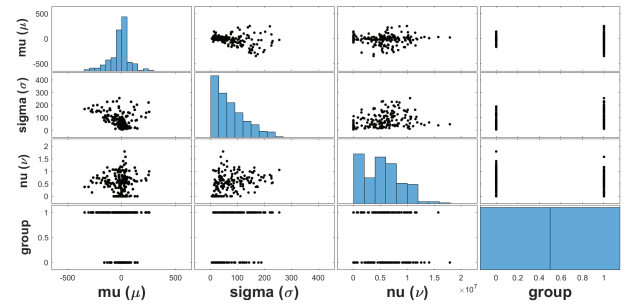 500
mu (μ)
0
-500
400
sigma (σ)
300
200
100
0
2
nu (ν)
1.5
1
0.5
0
group
1
0.5
0
-500 0 500 0 100 200 300 400 0 0.5 1 1.5 2 0 0.2 0.4 0.6 0.8 1
×10⁷
mu (μ) sigma (σ) nu (ν) group